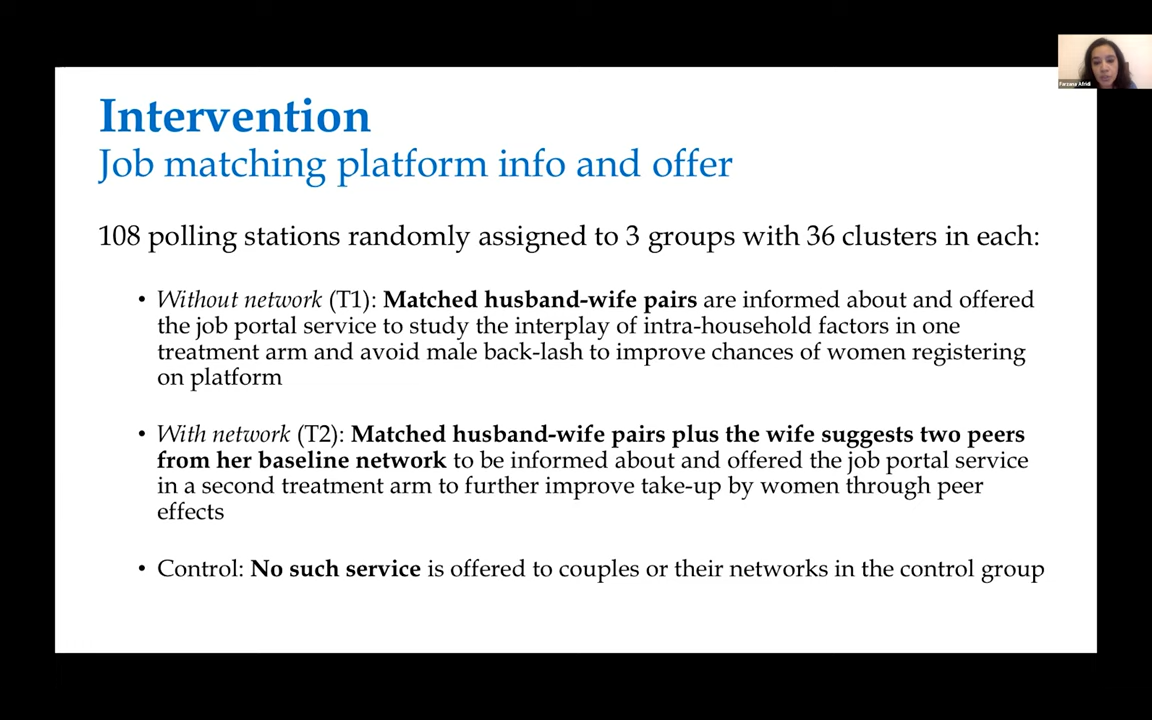 Intervention
Job matching platform info and offer
108 polling stations randomly assigned to 3 groups with 36 clusters in each:
• Without network (T1): Matched husband-wife pairs are informed about and offered
the job portal service to study the interplay of intra-household factors in one
treatment arm and avoid male back-lash to improve chances of women registering
on platform
• With network (T2): Matched husband-wife pairs plus the wife suggests two peers
from her baseline network to be informed about and offered the job portal service
in a second treatment arm to further improve take-up by women through peer
effects
• Control: No such service is offered to couples or their networks in the control group
Farzana Afridi